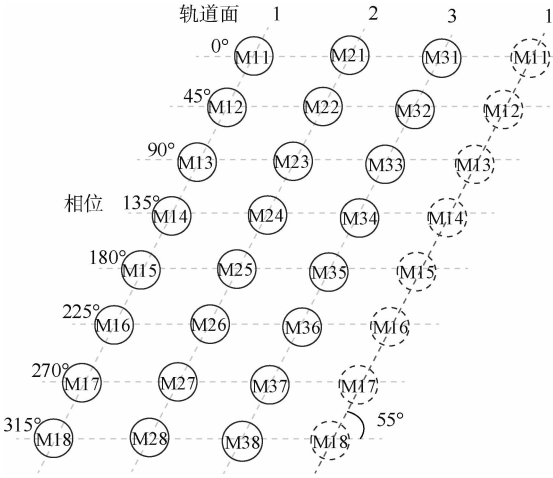 轨道面 1 2 3 1
0° M11 M21 M31 M11
45° M12 M22 M32 M12
90° M13 M23 M33 M13
相位 135° M14 M24 M34 M14
180° M15 M25 M35 M15
225° M16 M26 M36 M16
270° M17 M27 M37 M17
315° M18 M28 M38 M18 55°